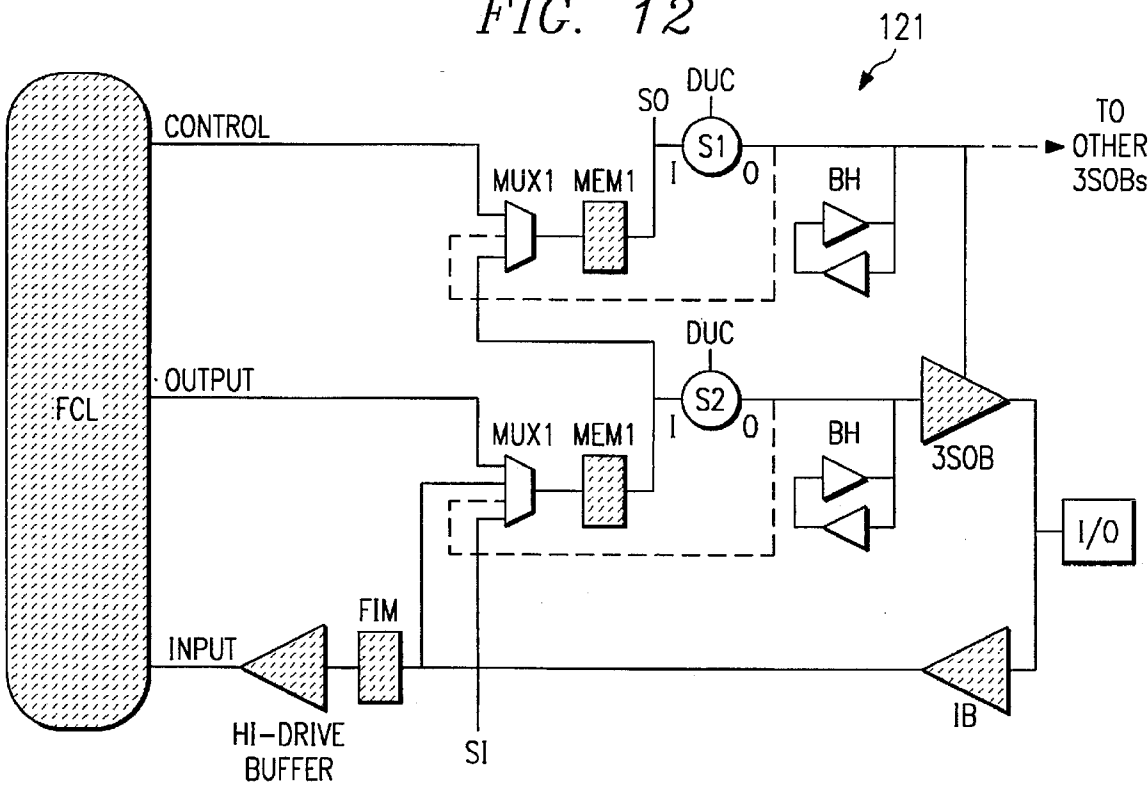 FIG. 12
121
DUC
SO
TO
OTHER
3SOBs
CONTROL
S1
I
O
MUX1
MEM1
BH
DUC
OUTPUT
S2
I
O
FCL
MUX1
MEM1
BH
3SOB
I/O
FIM
INPUT
IB
HI-DRIVE
BUFFER
SI